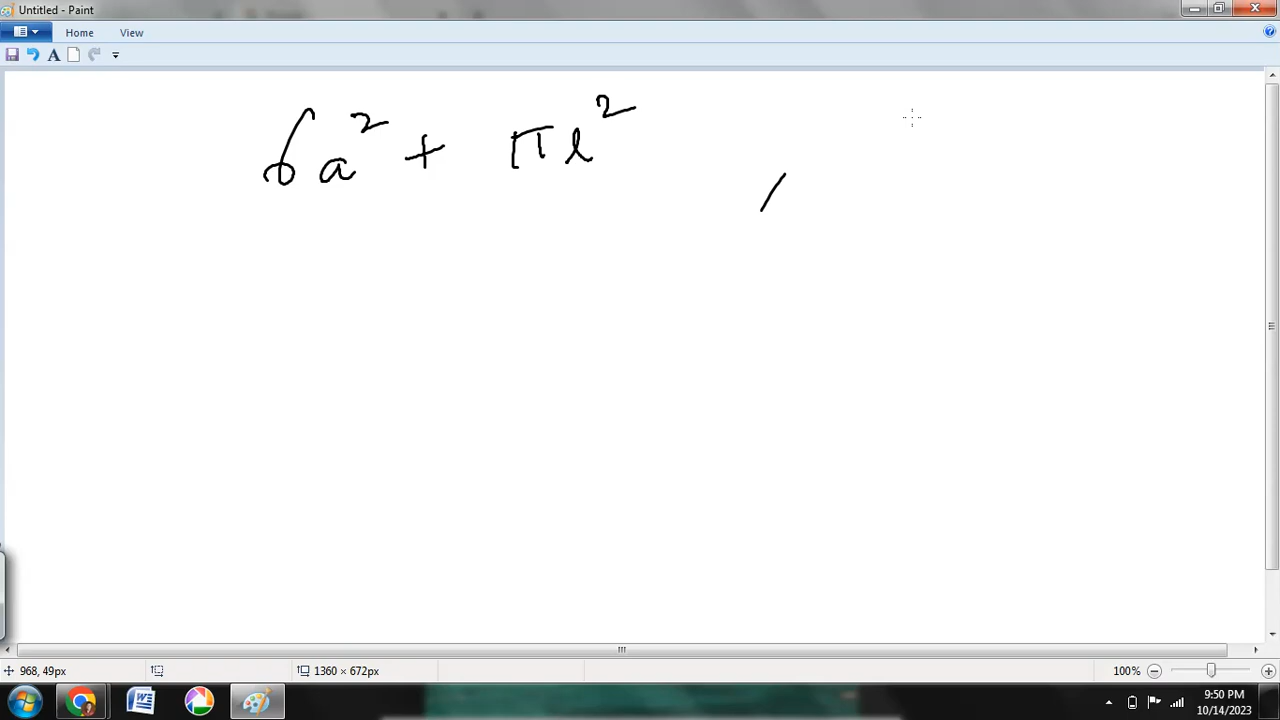 Untitled - Paint
Home View
A
6a² + πl²
968, 49px 1360 × 672px 100%
9:50 PM
10/14/2023